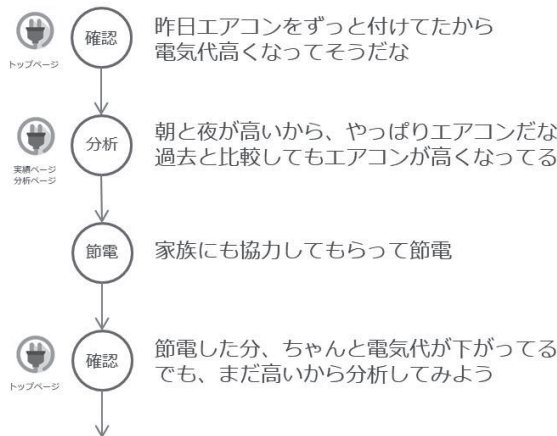 確認
昨日エアコンをずっと付けてたから
電気代高くなってそうだな
トップページ
分析
朝と夜が高いから、やっぱりエアコンだな
過去と比較してもエアコンが高くなってる
実績ページ
分析ページ
節電
家族にも協力してもらって節電
確認
節電した分、ちゃんと電気代が下がってる
でも、まだ高いから分析してみよう
トップページ